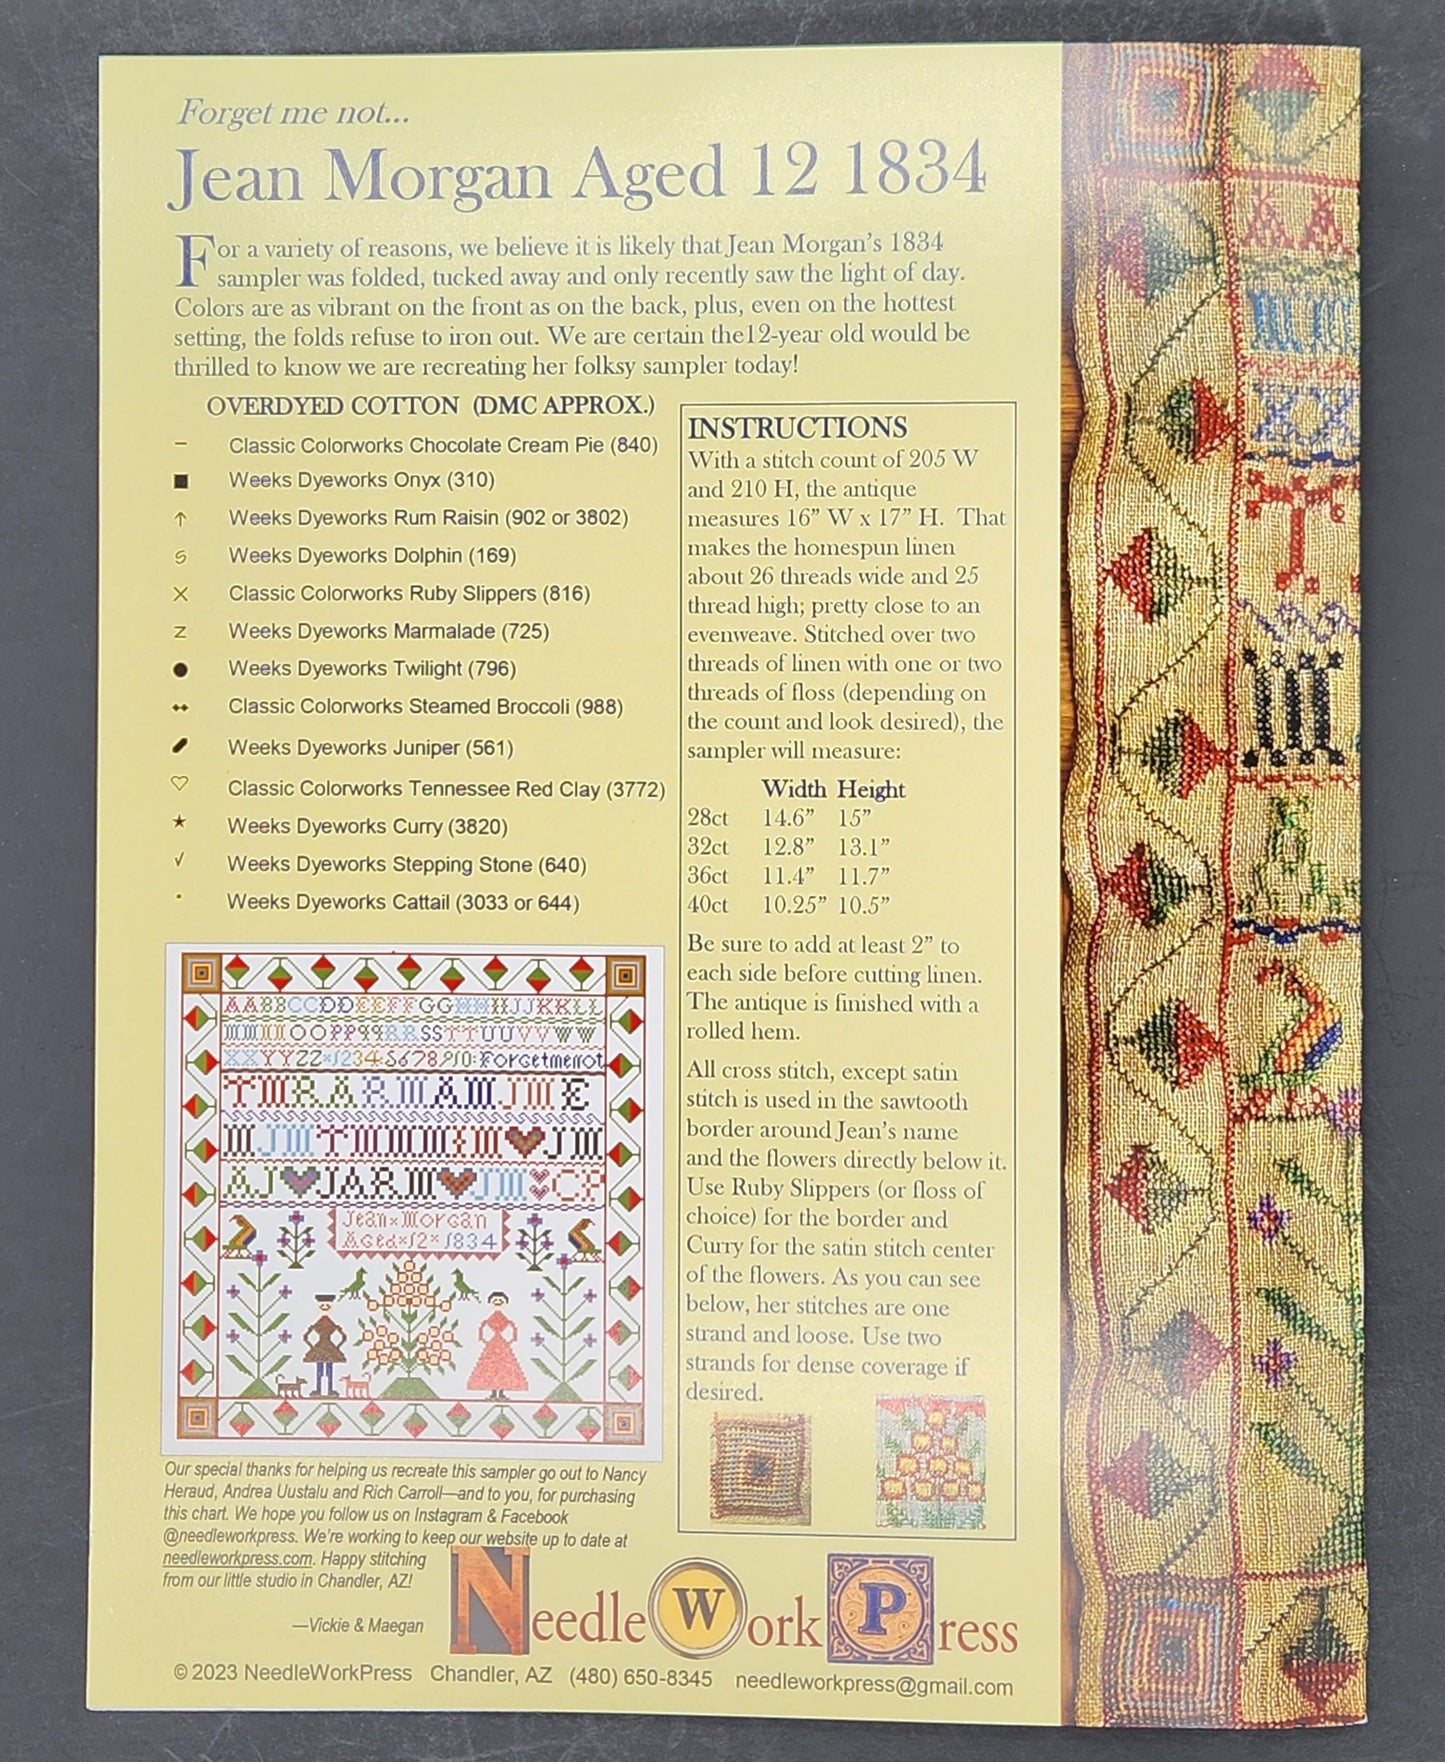 Forget me not...
Jean Morgan Aged 12 1834
For a variety of reasons, we believe it is likely that Jean Morgan's 1834
sampler was folded, tucked away and only recently saw the light of day.
Colors are as vibrant on the front as on the back, plus, even on the hottest
setting, the folds refuse to iron out. We are certain the12-year old would be
thrilled to know we are recreating her folksy sampler today!
OVERDYED COTTON (DMC APPROX.)
Classic Colorworks Chocolate Cream Pie (840)
Weeks Dyeworks Onyx (310)
Weeks Dyeworks Rum Raisin (902 or 3802)
Weeks Dyeworks Dolphin (169)
Classic Colorworks Ruby Slippers (816)
Weeks Dyeworks Marmalade (725)
Weeks Dyeworks Twilight (796)
Classic Colorworks Steamed Broccoli (988)
Weeks Dyeworks Juniper (561)
Classic Colorworks Tennessee Red Clay (3772)
Weeks Dyeworks Curry (3820)
Weeks Dyeworks Stepping Stone (640)
Weeks Dyeworks Cattail (3033 or 644)
INSTRUCTIONS
With a stitch count of 205 W
and 210 H, the antique
measures 16" W x 17" H. That
makes the homespun linen
about 26 threads wide and 25
thread high; pretty close to an
evenweave. Stitched over two
threads of linen with one or two
threads of floss (depending on
the count and look desired), the
sampler will measure:
Width Height
28ct 14.6" 15"
32ct 12.8" 13.1"
36ct 11.4" 11.7"
40ct 10.25" 10.5"
Be sure to add at least 2" to
each side before cutting linen.
The antique is finished with a
rolled hem.
All cross stitch, except satin
stitch is used in the sawtooth
border around Jean's name
and the flowers directly below it.
Use Ruby Slippers (or floss of
choice) for the border and
Curry for the satin stitch center
of the flowers. As you can see
below, her stitches are one
strand and loose. Use two
strands for dense coverage if
desired.
AABBCCDDEEFFGGHHIIJJKKLL
MMIIOOPPqqRRSSTTUUVVWW
XXYYZZ×1234:5678910:Forgetmenot
Jean×Morgan
Aged×12×1834
Our special thanks for helping us recreate this sampler go out to Nancy
Heraud, Andrea Uustalu and Rich Carroll—and to you, for purchasing
this chart. We hope you follow us on Instagram & Facebook
@needleworkpress. We're working to keep our website up to date at
needleworkpress.com. Happy stitching
from our little studio in Chandler, AZ!
—Vickie & Maegan
NeedleWorkPress
© 2023 NeedleWorkPress Chandler, AZ (480) 650-8345 needleworkpress@gmail.com